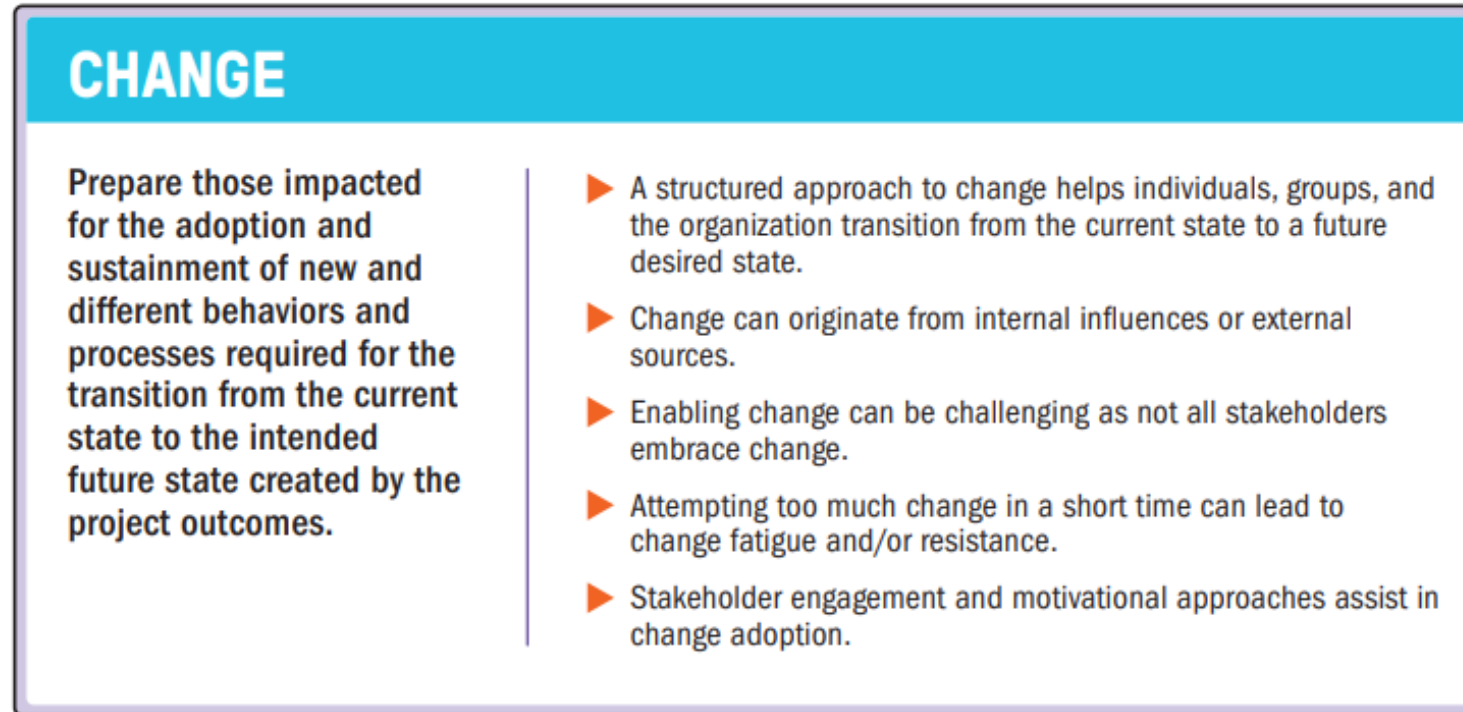 CHANGE
Prepare those impacted
for the adoption and
sustainment of new and
different behaviors and
processes required for the
transition from the current
state to the intended
future state created by the
project outcomes.
A structured approach to change helps individuals, groups, and
the organization transition from the current state to a future
desired state.
Change can originate from internal influences or external
sources.
Enabling change can be challenging as not all stakeholders
embrace change.
Attempting too much change in a short time can lead to
change fatigue and/or resistance.
Stakeholder engagement and motivational approaches assist in
change adoption.